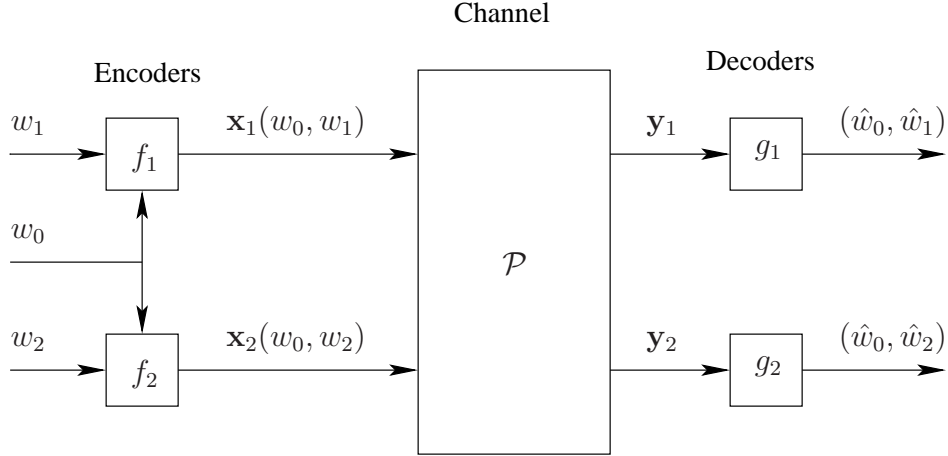 Channel
Encoders
Decoders
w₁
f₁
𝐱₁(w₀, w₁)
𝐲₁
g₁
(ŵ₀, ŵ₁)
w₀
𝒫
w₂
f₂
𝐱₂(w₀, w₂)
𝐲₂
g₂
(ŵ₀, ŵ₂)